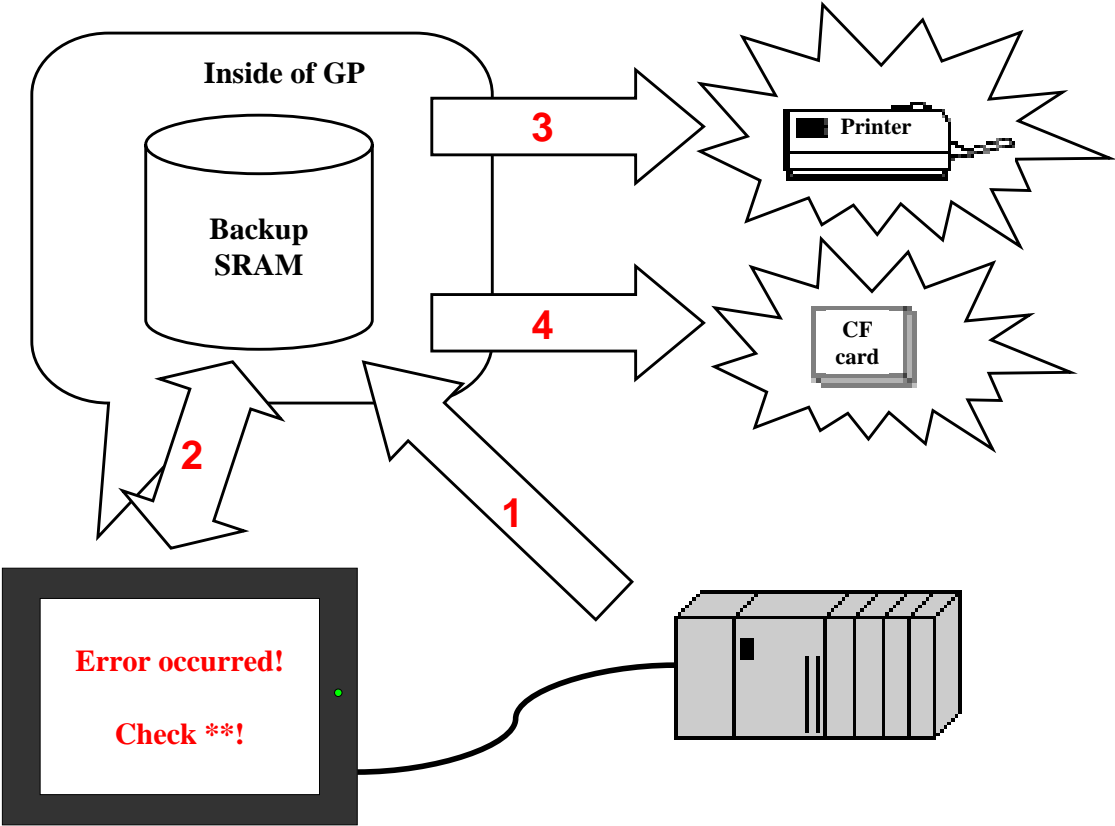 Inside of GP
3
Printer
Backup
SRAM
4
CF
card
2
1
Error occurred!
Check **!